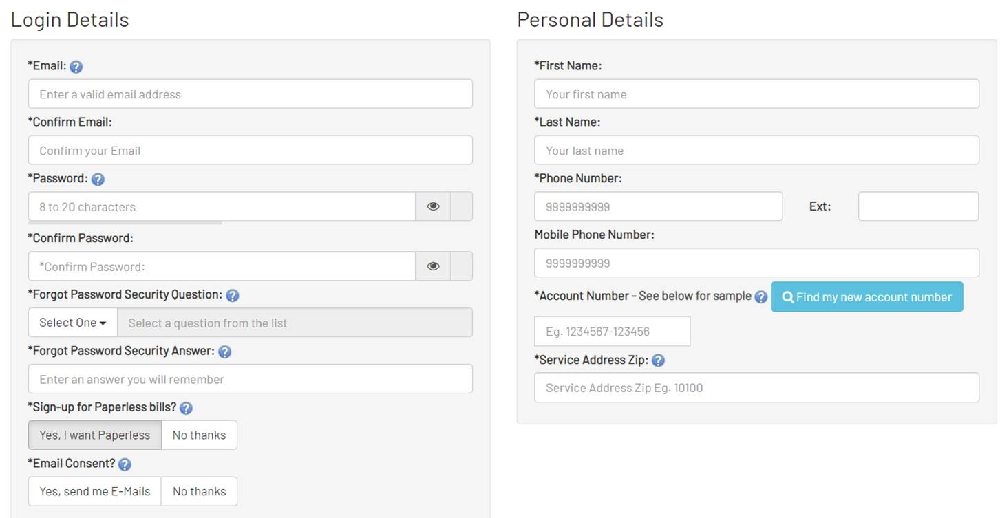 Login Details
*Email:
Enter a valid email address
*Confirm Email:
Confirm your Email
*Password:
8 to 20 characters
*Confirm Password:
*Confirm Password:
*Forgot Password Security Question:
Select One Select a question from the list
*Forgot Password Security Answer:
Enter an answer you will remember
*Sign-up for Paperless bills?
Yes, I want Paperless No thanks
*Email Consent?
Yes, send me E-Mails No thanks
Personal Details
*First Name:
Your first name
*Last Name:
Your last name
*Phone Number:
9999999999 Ext:
Mobile Phone Number:
9999999999
*Account Number - See below for sample Find my new account number
Eg. 1234567-123456
*Service Address Zip:
Service Address Zip Eg. 10100